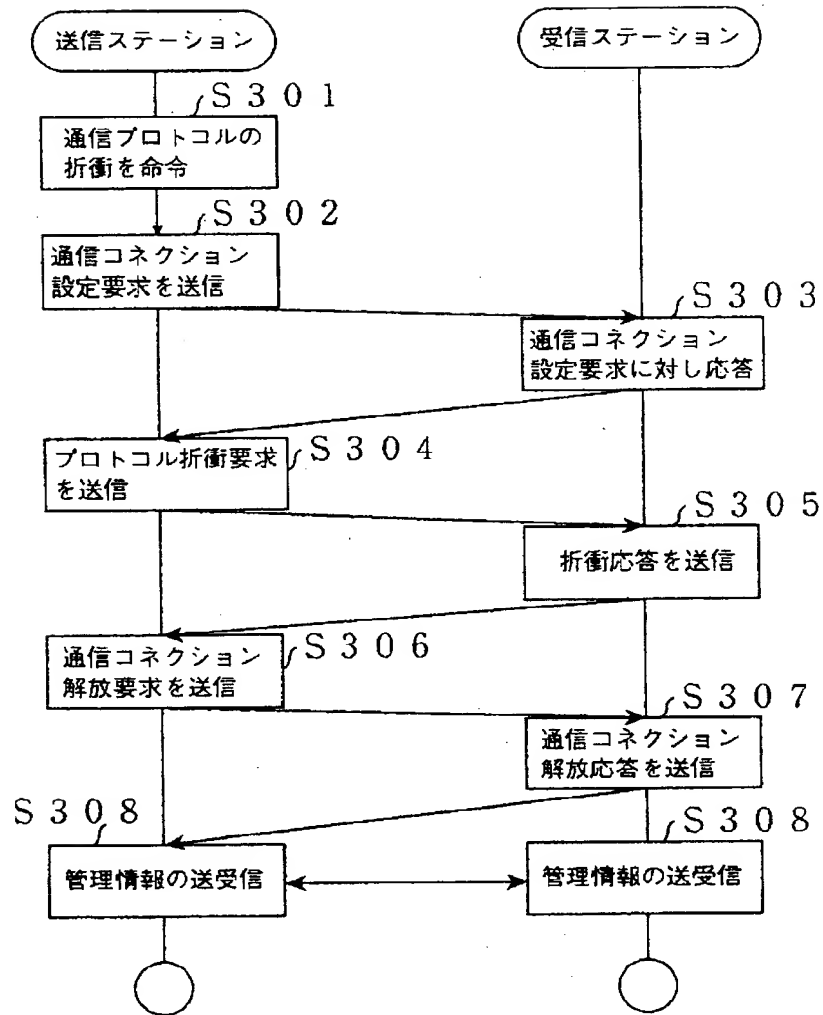 送信ステーション
受信ステーション
S301
通信プロトコルの
折衝を命令
S302
通信コネクション
設定要求を送信
S303
通信コネクション
設定要求に対し応答
S304
プロトコル折衝要求
を送信
S305
折衝応答を送信
S306
通信コネクション
解放要求を送信
S307
通信コネクション
解放応答を送信
S308
管理情報の送受信
S308
管理情報の送受信